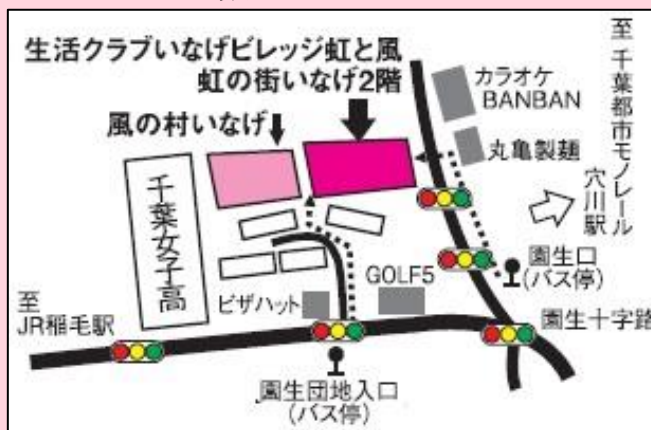 生活クラブいなげビレッジ虹と風
虹の街いなげ2階
風の村いなげ
千葉女子高
カラオケ
BANBAN
丸亀製麺
至 千葉都市モノレール
穴川駅
園生口
(バス停)
GOLF5
ピザハット
園生十字路
至
JR稲毛駅
園生団地入口
(バス停)